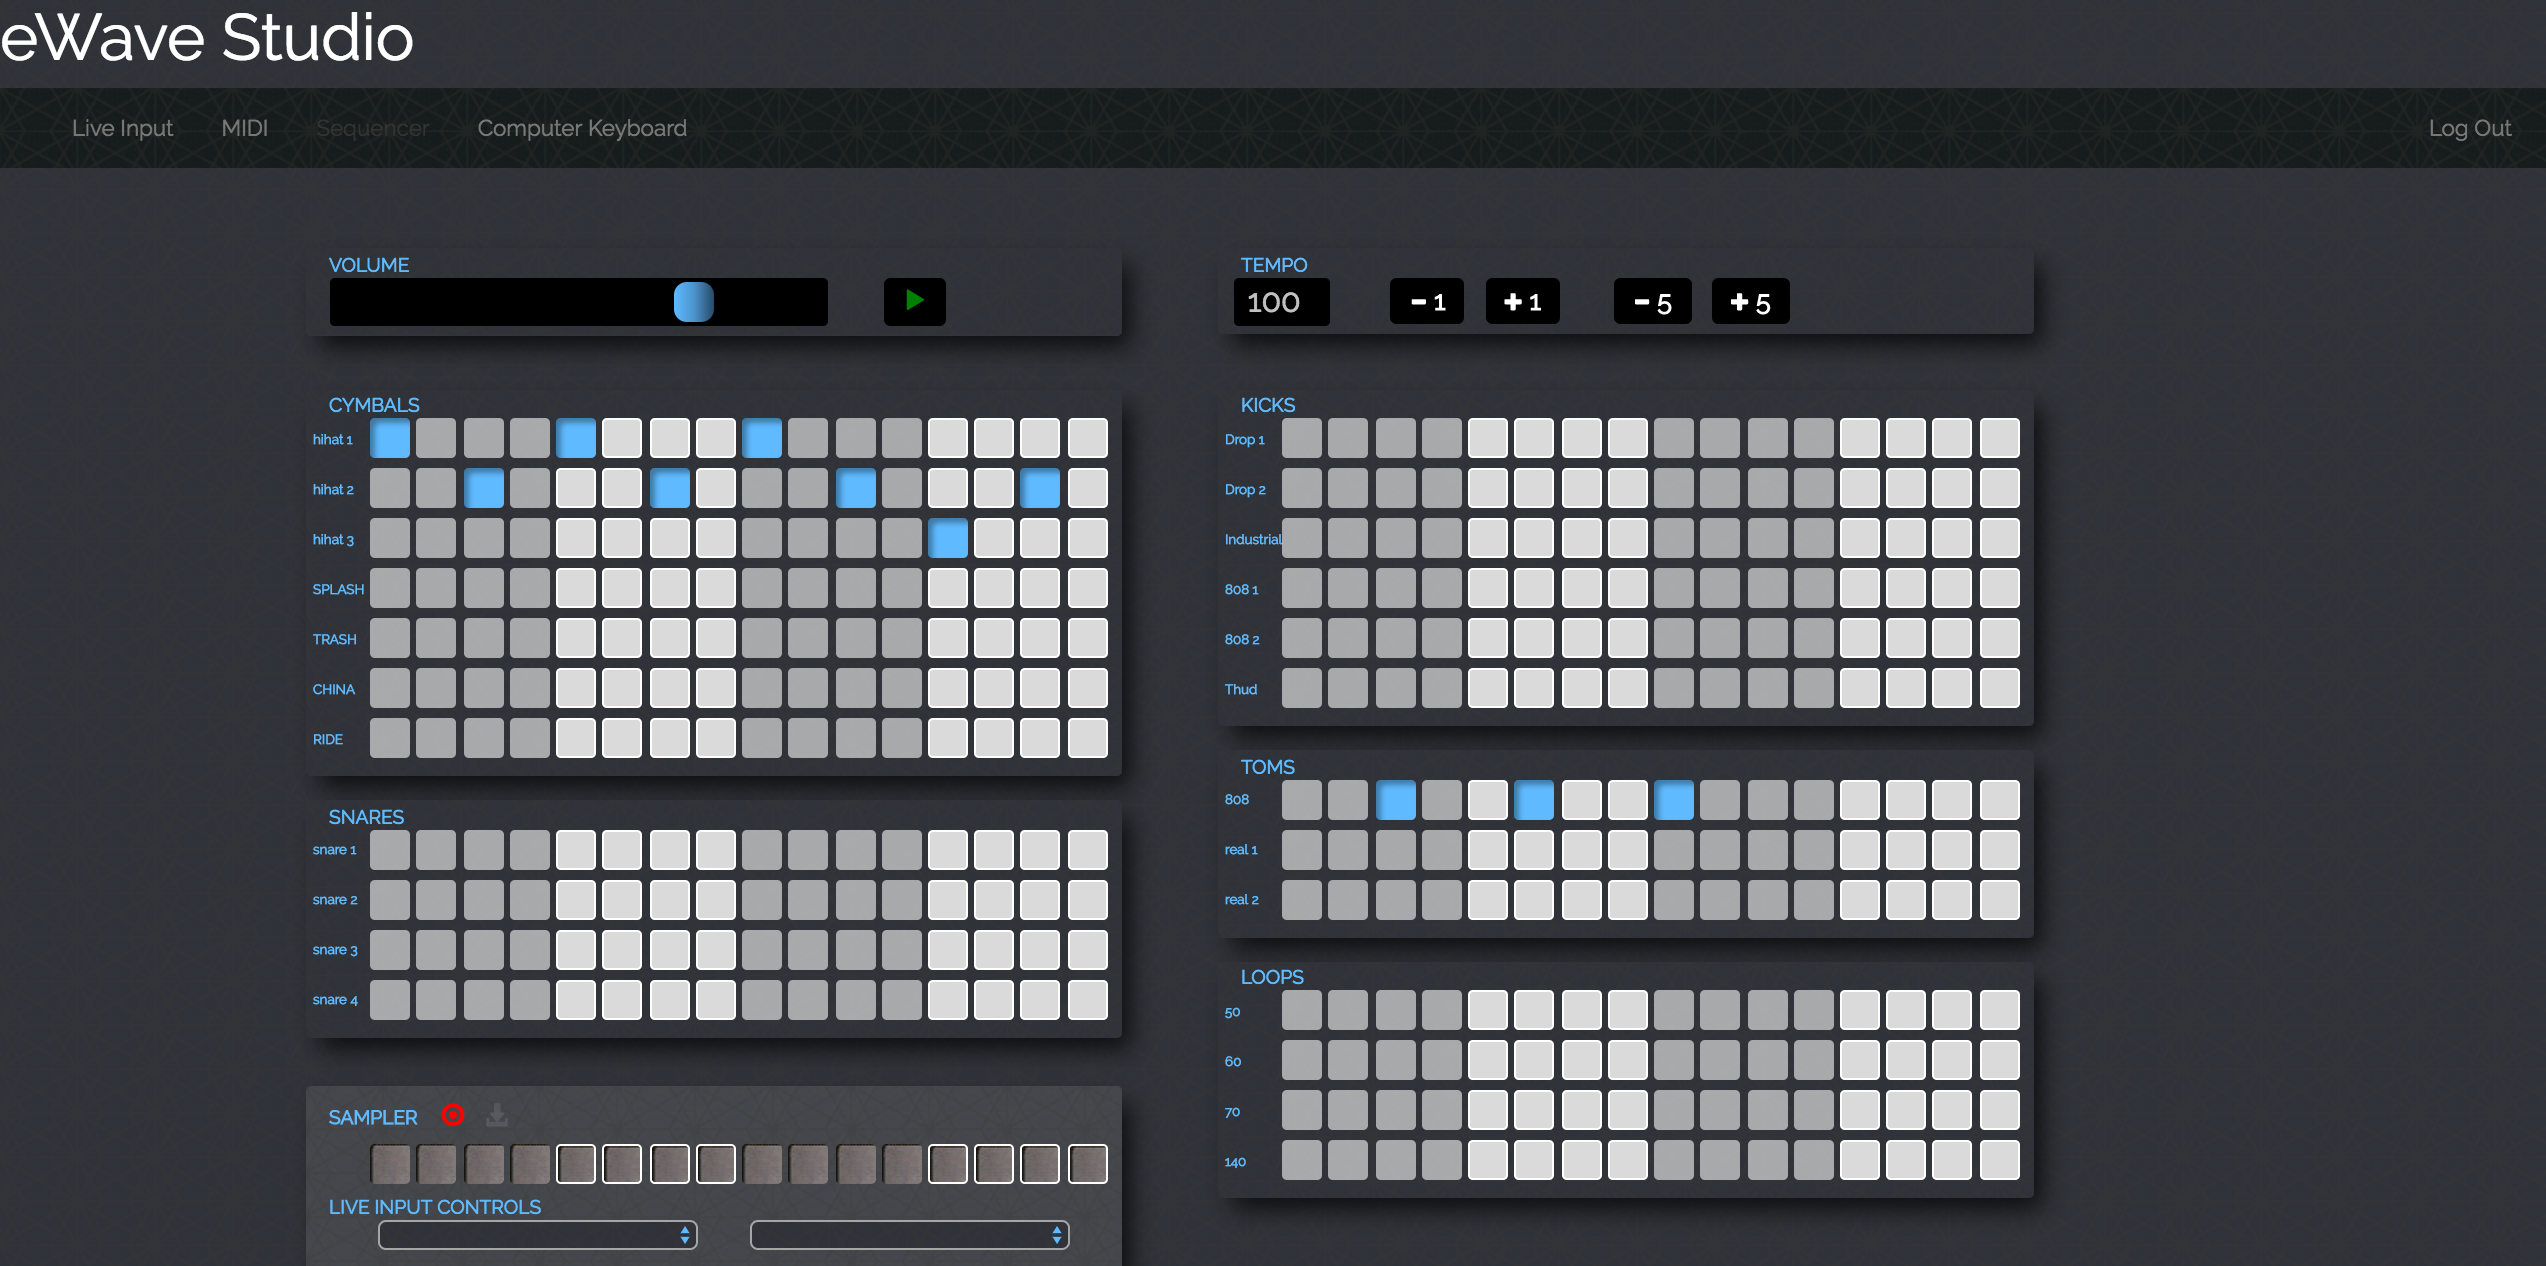 eWave Studio
Live Input MIDI Sequencer Computer Keyboard Log Out
VOLUME
TEMPO
100 - 1 + 1 - 5 + 5
CYMBALS
hihat 1
hihat 2
hihat 3
SPLASH
TRASH
CHINA
RIDE
KICKS
Drop 1
Drop 2
Industrial
808 1
808 2
Thud
SNARES
snare 1
snare 2
snare 3
snare 4
TOMS
808
real 1
real 2
LOOPS
50
60
70
140
SAMPLER
LIVE INPUT CONTROLS